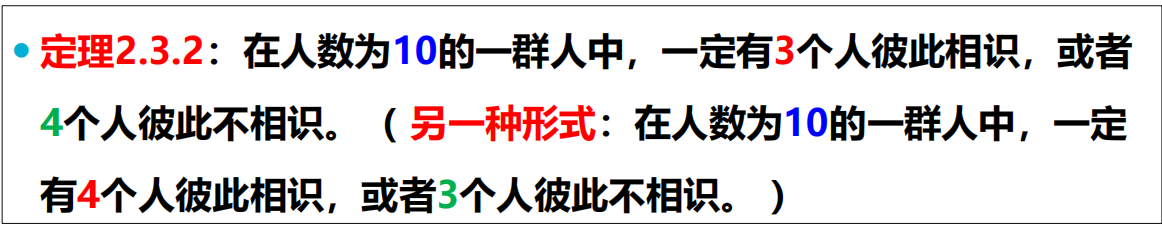 • 定理2.3.2：在人数为10的一群人中，一定有3个人彼此相识，或者
4个人彼此不相识。（ 另一种形式：在人数为10的一群人中，一定
有4个人彼此相识，或者3个人彼此不相识。 ）